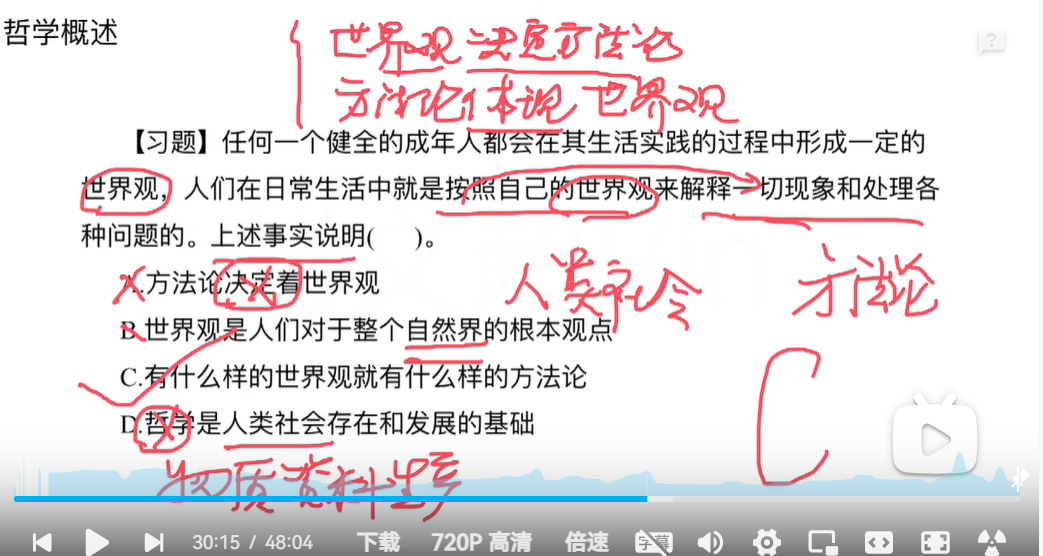 哲学概述
世界观决定方法论
方法论体现世界观
【习题】任何一个健全的成年人都会在其生活实践的过程中形成一定的
世界观，人们在日常生活中就是按照自己的世界观来解释一切现象和处理各
种问题的。上述事实说明(　　)。
A.方法论决定着世界观
人类社会 方法论
B.世界观是人们对于整个自然界的根本观点
C.有什么样的世界观就有什么样的方法论
D.哲学是人类社会存在和发展的基础
物质资料生产
C
30:15 / 48:04 下载 720P 高清 倍速 字幕